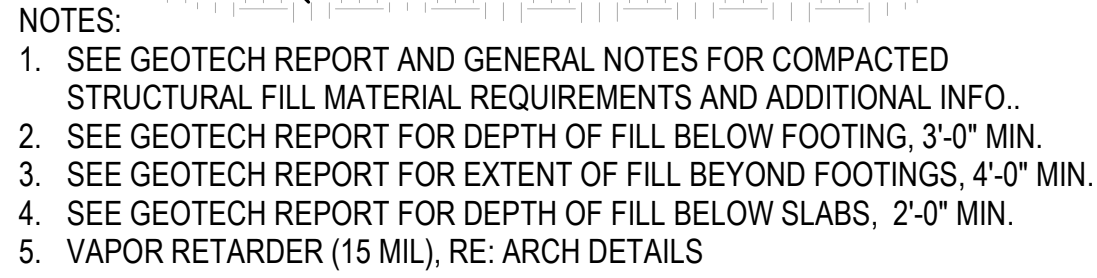 NOTES:
1. SEE GEOTECH REPORT AND GENERAL NOTES FOR COMPACTED
STRUCTURAL FILL MATERIAL REQUIREMENTS AND ADDITIONAL INFO..
2. SEE GEOTECH REPORT FOR DEPTH OF FILL BELOW FOOTING, 3'-0" MIN.
3. SEE GEOTECH REPORT FOR EXTENT OF FILL BEYOND FOOTINGS, 4'-0" MIN.
4. SEE GEOTECH REPORT FOR DEPTH OF FILL BELOW SLABS, 2'-0" MIN.
5. VAPOR RETARDER (15 MIL), RE: ARCH DETAILS